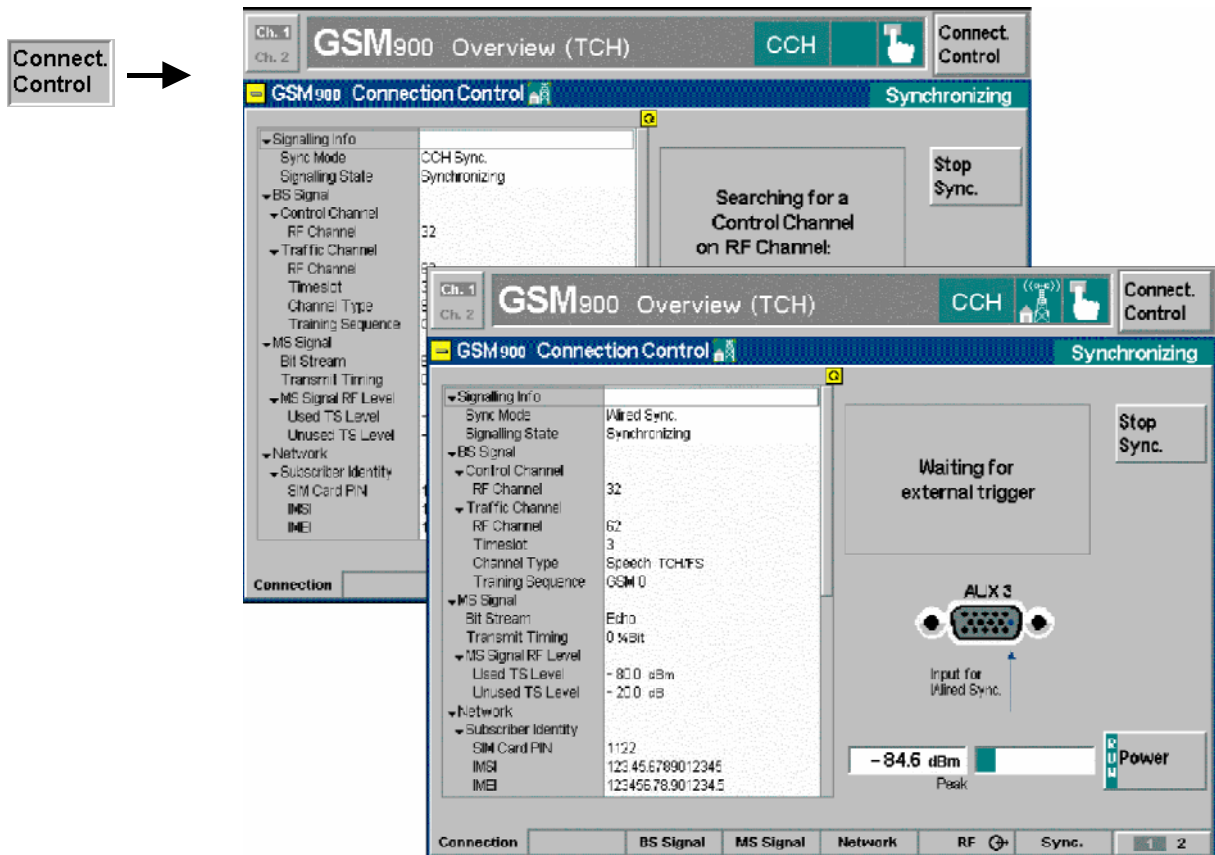 Connect.
Control
Ch. 1
Ch. 2
GSM900 Overview (TCH)
CCH
Connect.
Control
GSM900 Connection Control
Synchronizing
Signalling Info
Sync Mode CCH Sync.
Signalling State Synchronizing
BS Signal
Control Channel
RF Channel 32
Traffic Channel
RF Channel
Timeslot
Channel Type
Training Sequence
MS Signal
Bit Stream
Transmit Timing
MS Signal RF Level
Used TS Level
Unused TS Level
Network
Subscriber Identity
SIM Card PIN
IMSI
IMEI
Searching for a
Control Channel
on RF Channel:
Stop
Sync.
Connection
Ch. 1
Ch. 2
GSM900 Overview (TCH)
CCH
Connect.
Control
GSM900 Connection Control
Synchronizing
Signalling Info
Sync Mode Wired Sync.
Signalling State Synchronizing
BS Signal
Control Channel
RF Channel 32
Traffic Channel
RF Channel 62
Timeslot 3
Channel Type Speech TCH/FS
Training Sequence GSM 0
MS Signal
Bit Stream Echo
Transmit Timing 0 ¼Bit
MS Signal RF Level
Used TS Level - 80.0 dBm
Unused TS Level - 20.0 dB
Network
Subscriber Identity
SIM Card PIN 1122
IMSI 123.45.6789012345
IMEI 123456.78.901234.5
Waiting for
external trigger
Stop
Sync.
AUX 3
Input for
Wired Sync.
- 84.6 dBm
Peak
RUN
Power
Connection
BS Signal
MS Signal
Network
RF
Sync.
1 2